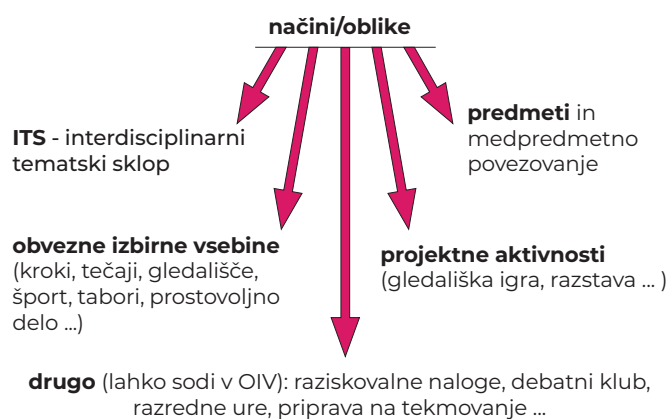 načini/oblike
ITS - interdisciplinarni
tematski sklop
predmeti in
medpredmetno
povezovanje
obvezne izbirne vsebine
(kroki, tečaji, gledališče,
šport, tabori, prostovoljno
delo ...)
projektne aktivnosti
(gledališka igra, razstava ... )
drugo (lahko sodi v OIV): raziskovalne naloge, debatni klub,
razredne ure, priprava na tekmovanje ...